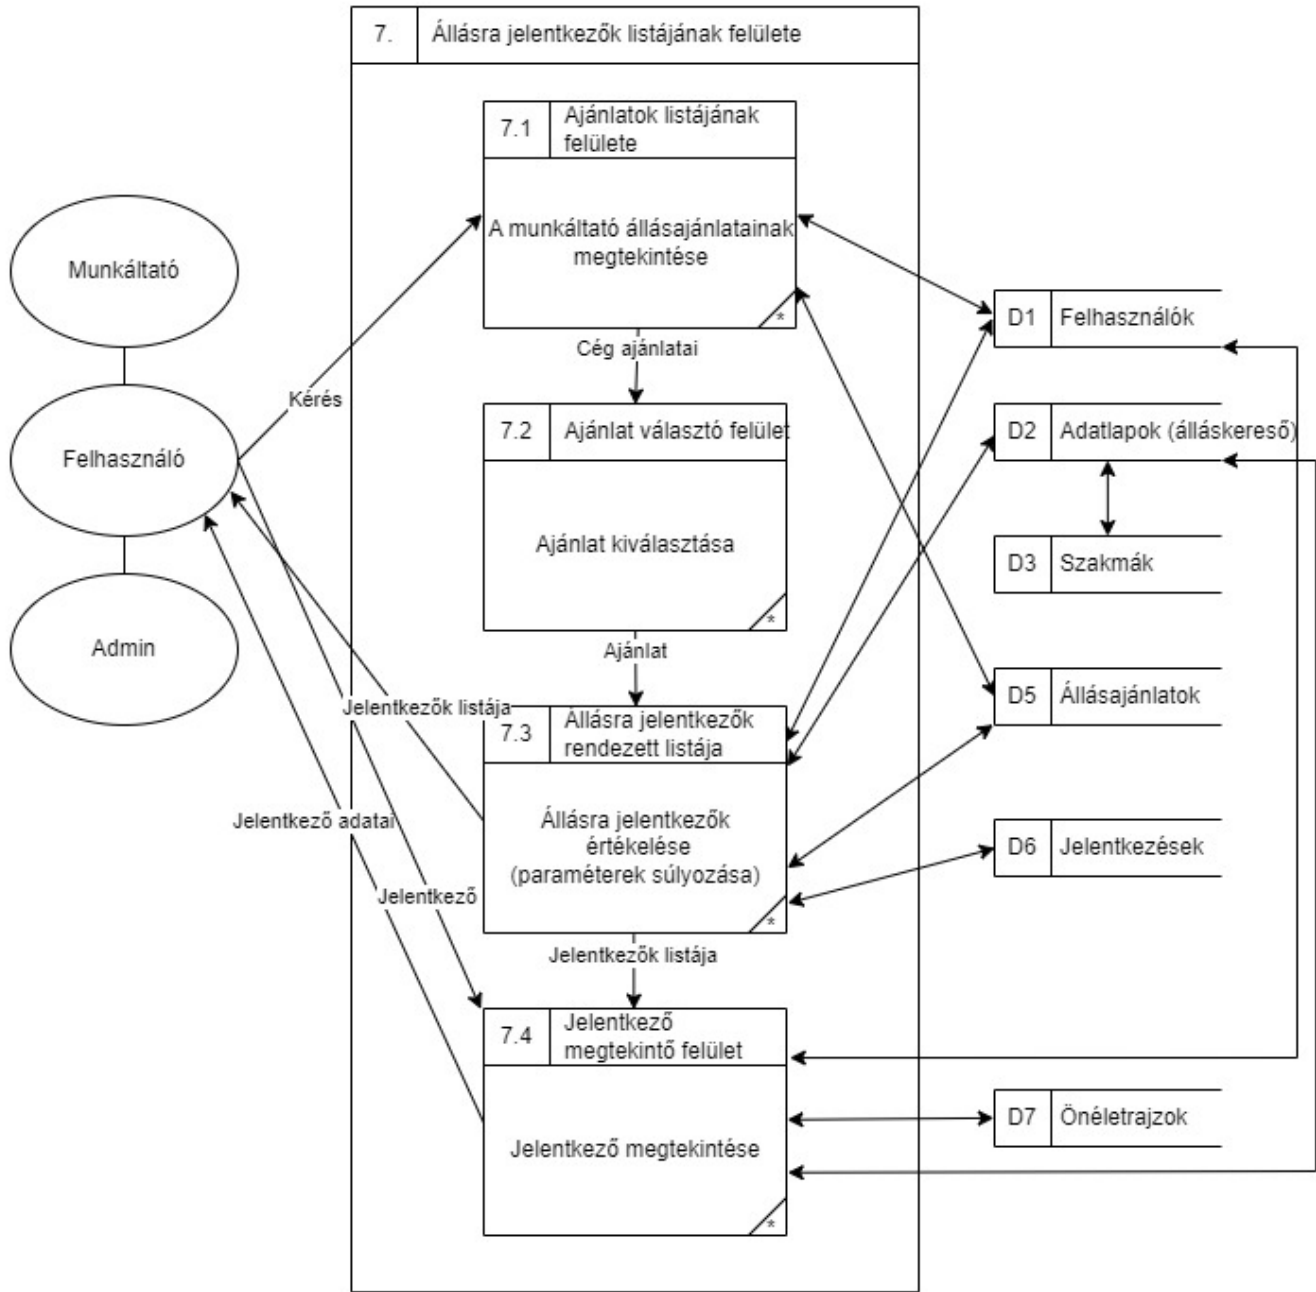 7.
Állásra jelentkezők listájának felülete
7.1
Ajánlatok listájának
felülete
A munkáltató állásajánlatainak
megtekintése
*
Munkáltató
Felhasználó
Admin
Kérés
Cég ajánlatai
7.2
Ajánlat választó felület
Ajánlat kiválasztása
*
Ajánlat
Jelentkezők listája
7.3
Állásra jelentkezők
rendezett listája
Állásra jelentkezők
értékelése
(paraméterek súlyozása)
*
Jelentkező adatai
Jelentkező
Jelentkezők listája
7.4
Jelentkező
megtekintő felület
Jelentkező megtekintése
*
D1
Felhasználók
D2
Adatlapok (álláskereső)
D3
Szakmák
D5
Állásajánlatok
D6
Jelentkezések
D7
Önéletrajzok